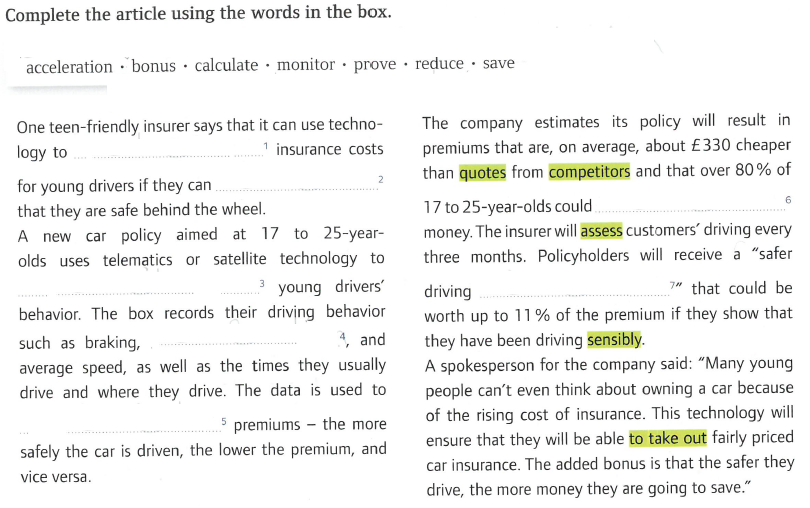 Complete the article using the words in the box.
acceleration · bonus · calculate · monitor · prove · reduce · save
One teen-friendly insurer says that it can use techno-
logy to ........................................ 1 insurance costs
for young drivers if they can ........................................ 2
that they are safe behind the wheel.
A new car policy aimed at 17 to 25-year-
olds uses telematics or satellite technology to
........................................ 3 young drivers'
behavior. The box records their driving behavior
such as braking, ........................................ 4, and
average speed, as well as the times they usually
drive and where they drive. The data is used to
........................................ 5 premiums – the more
safely the car is driven, the lower the premium, and
vice versa.
The company estimates its policy will result in
premiums that are, on average, about £330 cheaper
than quotes from competitors and that over 80% of
17 to 25-year-olds could ........................................ 6
money. The insurer will assess customers' driving every
three months. Policyholders will receive a "safer
driving ........................................ 7" that could be
worth up to 11% of the premium if they show that
they have been driving sensibly.
A spokesperson for the company said: "Many young
people can't even think about owning a car because
of the rising cost of insurance. This technology will
ensure that they will be able to take out fairly priced
car insurance. The added bonus is that the safer they
drive, the more money they are going to save."